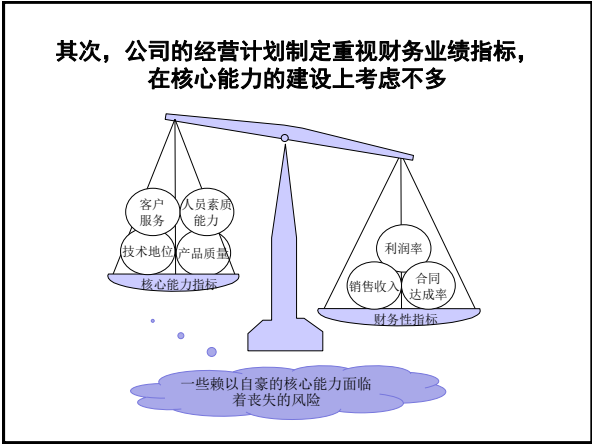 其次，公司的经营计划制定重视财务业绩指标，
在核心能力的建设上考虑不多
客户
服务
人员素质
能力
技术地位
产品质量
核心能力指标
利润率
销售收入
合同
达成率
财务性指标
一些赖以自豪的核心能力面临
着丧失的风险